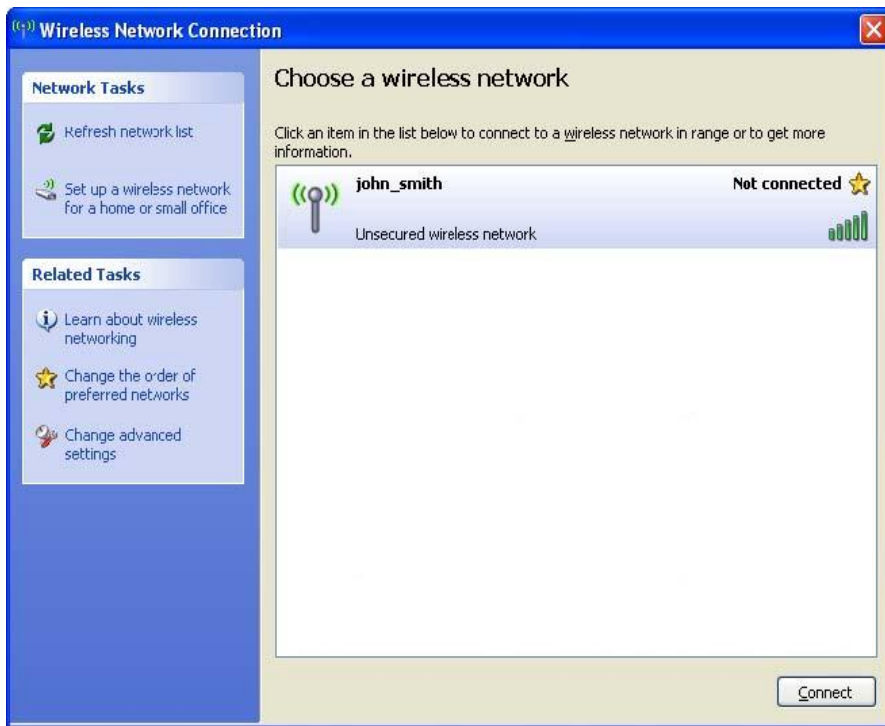 Wireless Network Connection
Network Tasks
Refresh network list
Set up a wireless network
for a home or small office
Related Tasks
Learn about wireless
networking
Change the order of
preferred networks
Change advanced
settings
Choose a wireless network
Click an item in the list below to connect to a wireless network in range or to get more
information.
john_smith
Not connected
Unsecured wireless network
Connect